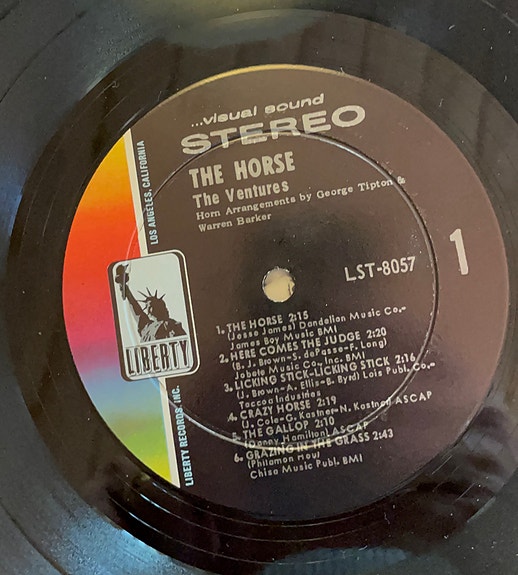 ...visual sound
STEREO
THE HORSE
The Ventures
Horn Arrangements by George Tipton &
Warren Barker
LOS ANGELES, CALIFORNIA
1
LST-8057
LIBERTY
LIBERTY RECORDS, INC.
1. THE HORSE 2:15
(Jesse James) Dandelion Music Co.-
James Boy Music BMI
2. HERE COMES THE JUDGE 2:20
(B. J. Brown-S. dePasse-F. Long)
Jobete Music Co., Inc. BMI
3. LICKING STICK-LICKING STICK 2:16
(J. Brown-A. Ellis-B. Byrd) Lois Publ. Co.-
Toccoa Industries
4. CRAZY HORSE 2:19
(J. Cole-G. Kastner-N. Kastner) ASCAP
5. THE GALLOP 2:10
(Danny Hamilton) ASCAP
6. GRAZING IN THE GRASS 2:43
(Philamon Hou)
Chisa Music Publ. BMI